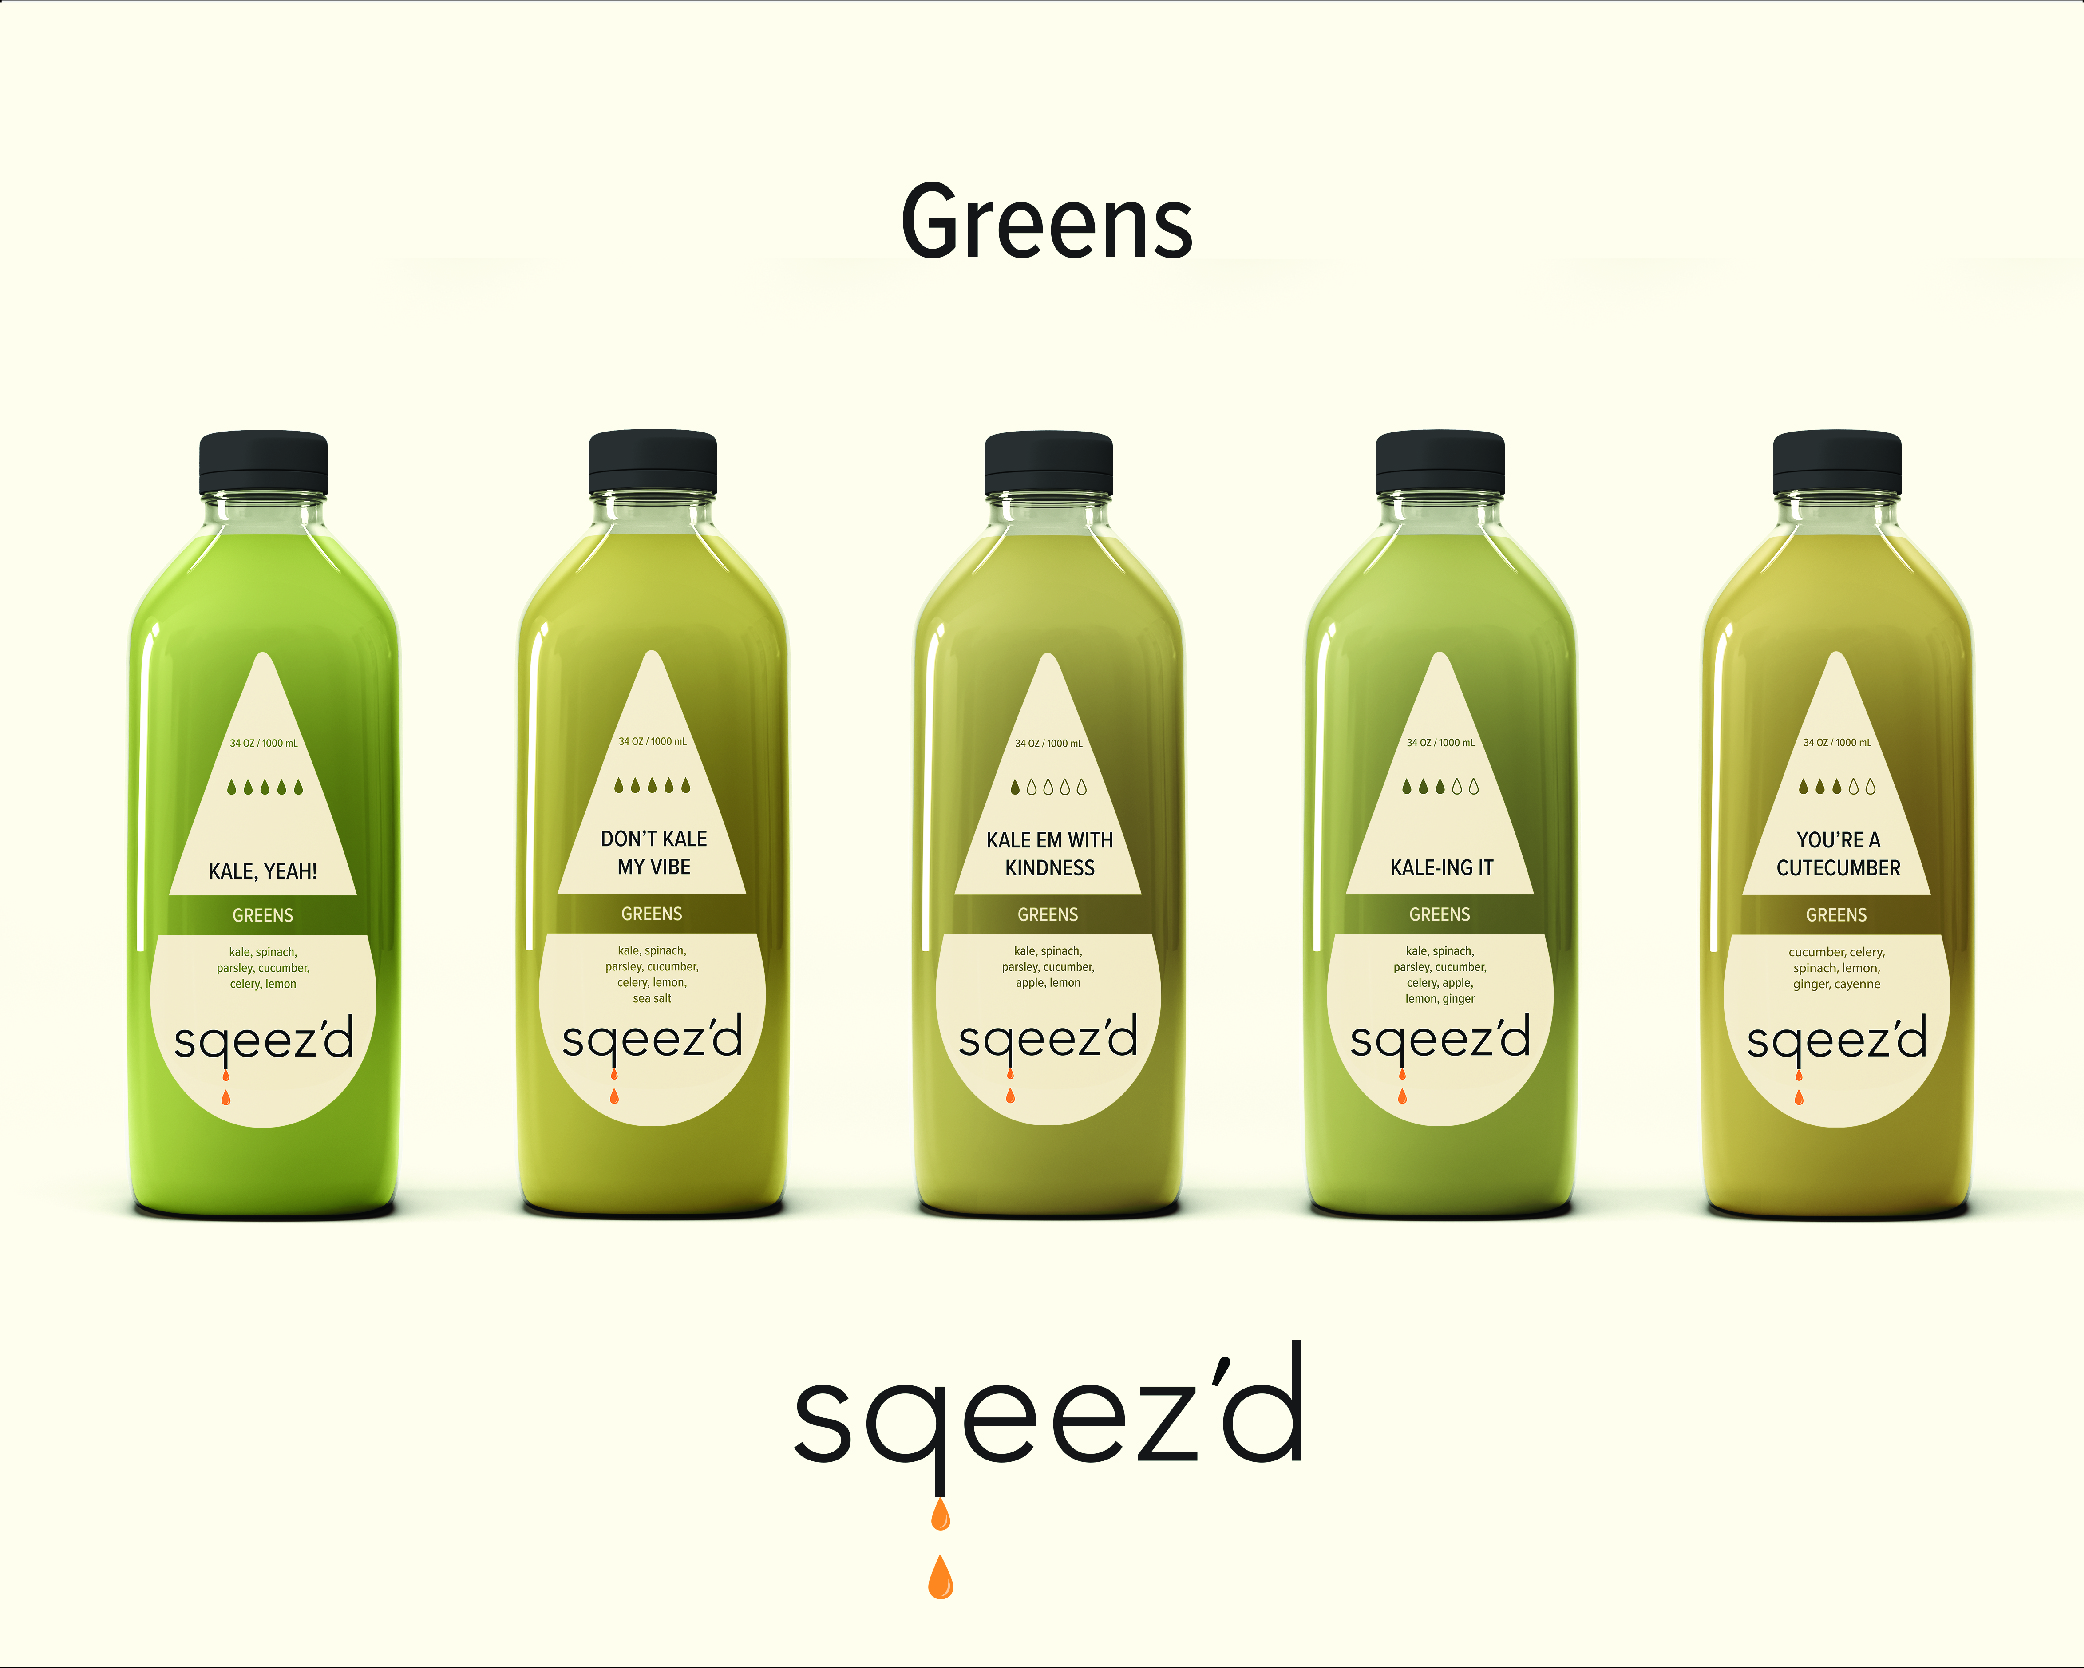 Greens
34 OZ / 1000 mL
KALE, YEAH!
GREENS
kale, spinach,
parsley, cucumber,
celery, lemon
sqeez'd
34 OZ / 1000 mL
DON'T KALE
MY VIBE
GREENS
kale, spinach,
parsley, cucumber,
celery, lemon,
sea salt
sqeez'd
34 OZ / 1000 mL
KALE EM WITH
KINDNESS
GREENS
kale, spinach,
parsley, cucumber,
apple, lemon
sqeez'd
34 OZ / 1000 mL
KALE-ING IT
GREENS
kale, spinach,
parsley, cucumber,
celery, apple,
lemon, ginger
sqeez'd
34 OZ / 1000 mL
YOU'RE A
CUTECUMBER
GREENS
cucumber, celery,
spinach, lemon,
ginger, cayenne
sqeez'd
sqeez'd